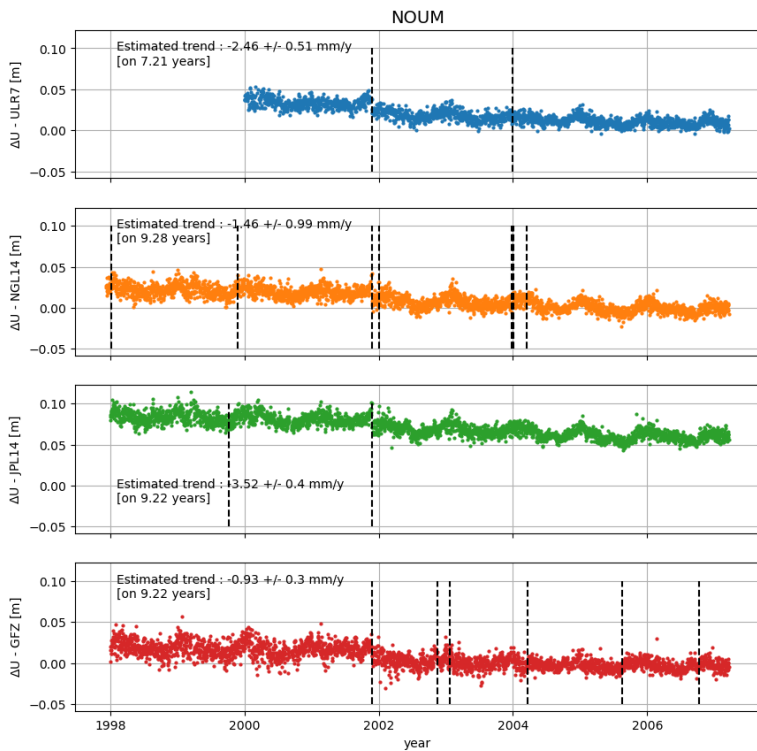 NOUM
ΔU - ULR7 [m]
0.10
0.05
0.00
−0.05
Estimated trend : -2.46 +/- 0.51 mm/y
[on 7.21 years]
ΔU - NGL14 [m]
0.10
0.05
0.00
−0.05
Estimated trend : -1.46 +/- 0.99 mm/y
[on 9.28 years]
ΔU - JPL14 [m]
0.10
0.05
0.00
−0.05
Estimated trend : -3.52 +/- 0.4 mm/y
[on 9.22 years]
ΔU - GFZ [m]
0.10
0.05
0.00
−0.05
Estimated trend : -0.93 +/- 0.3 mm/y
[on 9.22 years]
1998 2000 2002 2004 2006
year